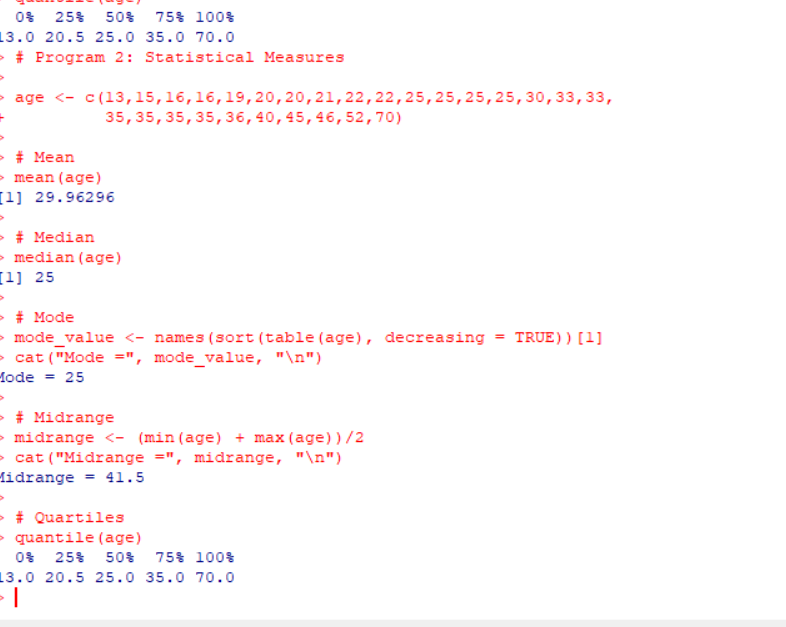 quantile(age)
0% 25% 50% 75% 100%
13.0 20.5 25.0 35.0 70.0
> # Program 2: Statistical Measures
>
> age <- c(13,15,16,16,19,20,20,21,22,22,25,25,25,25,30,33,33,
+ 35,35,35,35,36,40,45,46,52,70)
>
> # Mean
> mean(age)
[1] 29.96296
>
> # Median
> median(age)
[1] 25
>
> # Mode
> mode_value <- names(sort(table(age), decreasing = TRUE))[1]
> cat("Mode =", mode_value, "\n")
Mode = 25
>
> # Midrange
> midrange <- (min(age) + max(age))/2
> cat("Midrange =", midrange, "\n")
Midrange = 41.5
>
> # Quartiles
> quantile(age)
0% 25% 50% 75% 100%
13.0 20.5 25.0 35.0 70.0
>